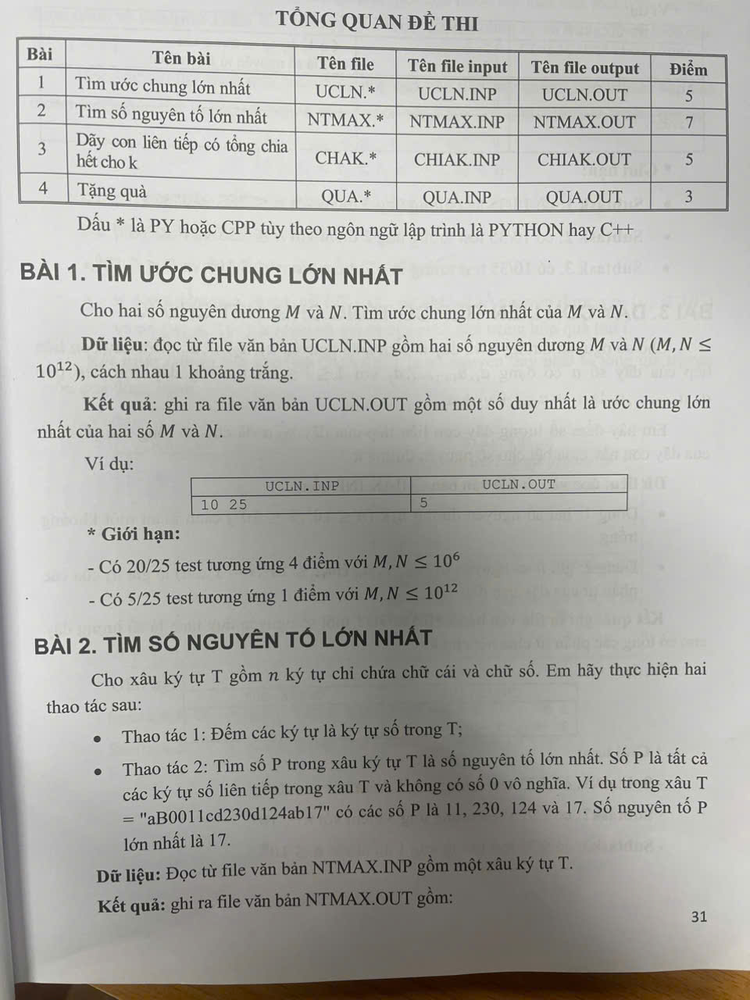 TỔNG QUAN ĐỀ THI
Bài Tên bài Tên file Tên file input Tên file output Điểm
1 Tìm ước chung lớn nhất UCLN.* UCLN.INP UCLN.OUT 5
2 Tìm số nguyên tố lớn nhất NTMAX.* NTMAX.INP NTMAX.OUT 7
3 Dãy con liên tiếp có tổng chia
hết cho k CHAK.* CHIAK.INP CHIAK.OUT 5
4 Tặng quà QUA.* QUA.INP QUA.OUT 3
Dấu * là PY hoặc CPP tùy theo ngôn ngữ lập trình là PYTHON hay C++
BÀI 1. TÌM ƯỚC CHUNG LỚN NHẤT
Cho hai số nguyên dương M và N. Tìm ước chung lớn nhất của M và N.
Dữ liệu: đọc từ file văn bản UCLN.INP gồm hai số nguyên dương M và N (M, N ≤
10¹²), cách nhau 1 khoảng trắng.
Kết quả: ghi ra file văn bản UCLN.OUT gồm một số duy nhất là ước chung lớn
nhất của hai số M và N.
Ví dụ:
UCLN.INP UCLN.OUT
10 25 5
* Giới hạn:
- Có 20/25 test tương ứng 4 điểm với M, N ≤ 10⁶
- Có 5/25 test tương ứng 1 điểm với M, N ≤ 10¹²
BÀI 2. TÌM SỐ NGUYÊN TỐ LỚN NHẤT
Cho xâu ký tự T gồm n ký tự chỉ chứa chữ cái và chữ số. Em hãy thực hiện hai
thao tác sau:
• Thao tác 1: Đếm các ký tự là ký tự số trong T;
• Thao tác 2: Tìm số P trong xâu ký tự T là số nguyên tố lớn nhất. Số P là tất cả
các ký tự số liên tiếp trong xâu T và không có số 0 vô nghĩa. Ví dụ trong xâu T
= "aB0011cd230d124ab17" có các số P là 11, 230, 124 và 17. Số nguyên tố P
lớn nhất là 17.
Dữ liệu: Đọc từ file văn bản NTMAX.INP gồm một xâu ký tự T.
Kết quả: ghi ra file văn bản NTMAX.OUT gồm:
31